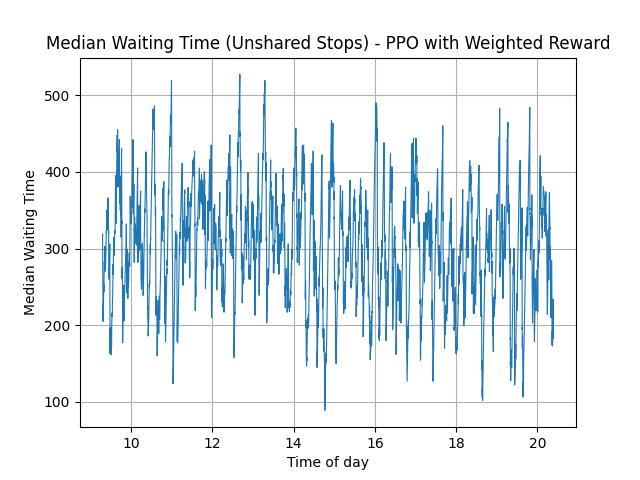 Median Waiting Time (Unshared Stops) - PPO with Weighted Reward
500
400
300
200
100
Median Waiting Time
10 12 14 16 18 20
Time of day